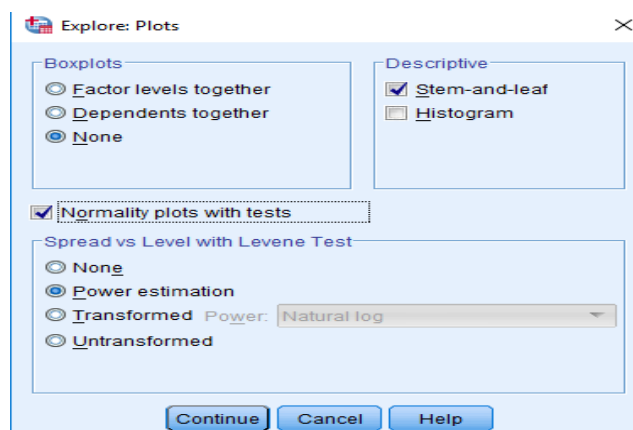 Explore: Plots
Boxplots
Factor levels together
Dependents together
None
Descriptive
Stem-and-leaf
Histogram
Normality plots with tests
Spread vs Level with Levene Test
None
Power estimation
Transformed Power: Natural log
Untransformed
Continue Cancel Help